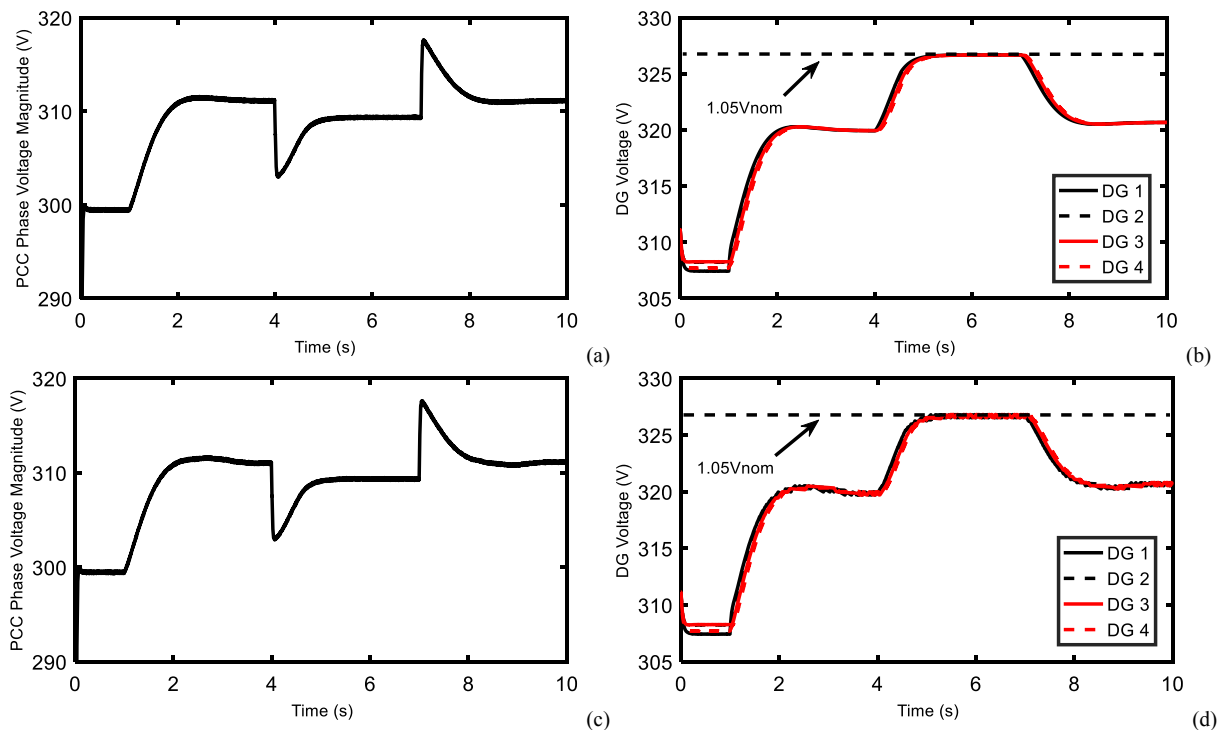 PCC Phase Voltage Magnitude (V)
320
310
300
290
0
2
4
6
8
10
Time (s)
(a)
DG Voltage (V)
330
325
320
315
310
305
1.05Vnom
DG 1
DG 2
DG 3
DG 4
0
2
4
6
8
10
Time (s)
(b)
PCC Phase Voltage Magnitude (V)
320
310
300
290
0
2
4
6
8
10
Time (s)
(c)
DG Voltage (V)
330
325
320
315
310
305
1.05Vnom
DG 1
DG 2
DG 3
DG 4
0
2
4
6
8
10
Time (s)
(d)